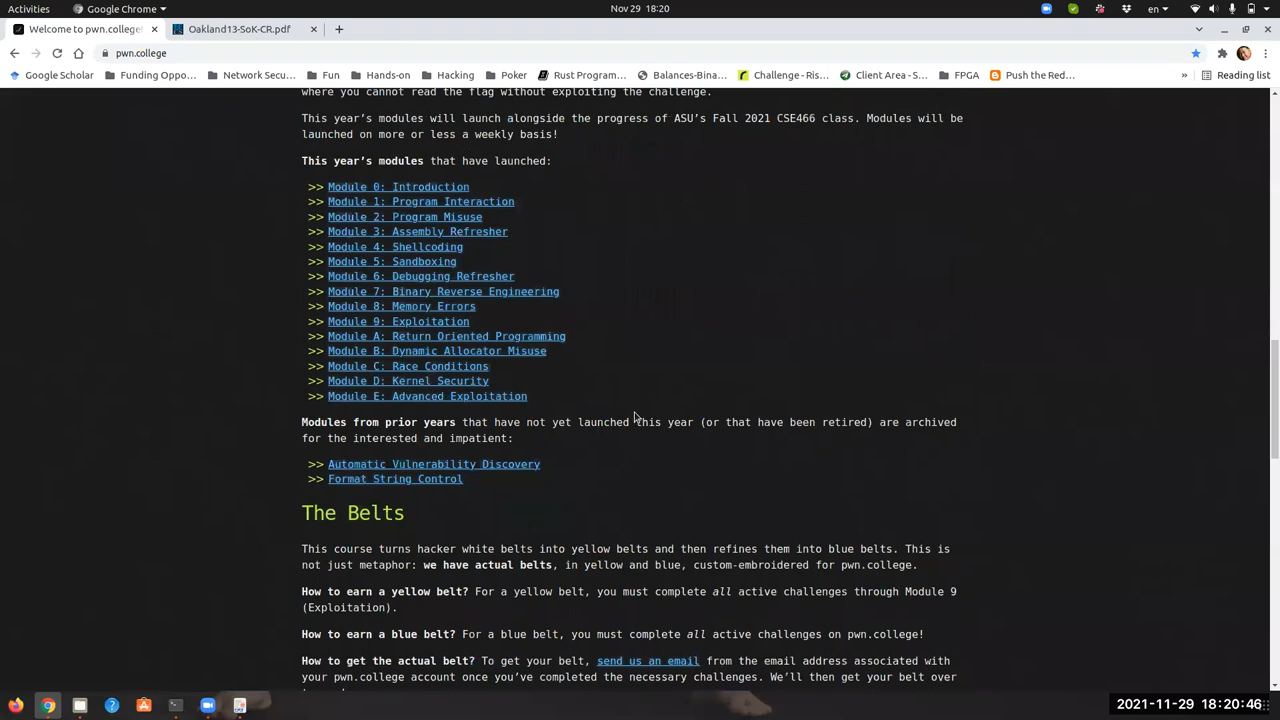 Activities
Google Chrome
Nov 29 18:20
en
Welcome to pwn.college!
Oakland13-SoK-CR.pdf
pwn.college
Google Scholar
Funding Oppo...
Network Secu...
Fun
Hands-on
Hacking
Poker
Rust Program...
Balances-Bina...
Challenge - Ris...
Client Area - S...
FPGA
Push the Red...
»
Reading list
where you cannot read the flag without exploiting the challenge.
This year's modules will launch alongside the progress of ASU's Fall 2021 CSE466 class. Modules will be
launched on more or less a weekly basis!
This year's modules that have launched:
>> Module 0: Introduction
>> Module 1: Program Interaction
>> Module 2: Program Misuse
>> Module 3: Assembly Refresher
>> Module 4: Shellcoding
>> Module 5: Sandboxing
>> Module 6: Debugging Refresher
>> Module 7: Binary Reverse Engineering
>> Module 8: Memory Errors
>> Module 9: Exploitation
>> Module A: Return Oriented Programming
>> Module B: Dynamic Allocator Misuse
>> Module C: Race Conditions
>> Module D: Kernel Security
>> Module E: Advanced Exploitation
Modules from prior years that have not yet launched this year (or that have been retired) are archived
for the interested and impatient:
>> Automatic Vulnerability Discovery
>> Format String Control
The Belts
This course turns hacker white belts into yellow belts and then refines them into blue belts. This is
not just metaphor: we have actual belts, in yellow and blue, custom-embroidered for pwn.college.
How to earn a yellow belt? For a yellow belt, you must complete all active challenges through Module 9
(Exploitation).
How to earn a blue belt? For a blue belt, you must complete all active challenges on pwn.college!
How to get the actual belt? To get your belt, send us an email from the email address associated with
your pwn.college account once you've completed the necessary challenges. We'll then get your belt over
2021-11-29 18:20:46